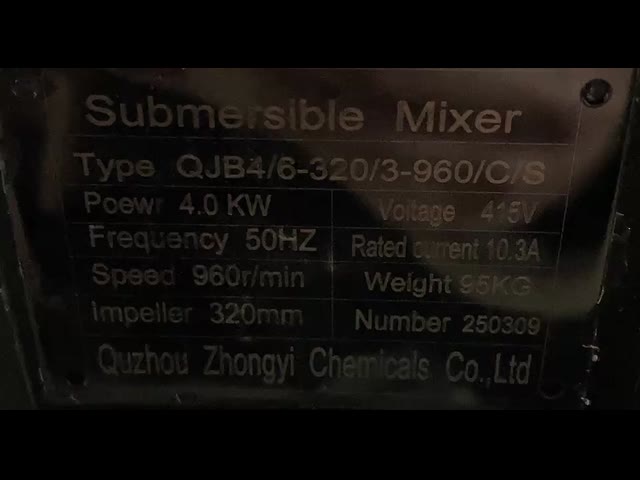 Submersible Mixer
Type QJB4/6-320/3-960/C/S
Poewr 4.0 KW Voltage 415V
Frequency 50HZ Rated current 10.3A
Speed 960r/min Weight 95KG
Impeller 320mm Number 250309
Quzhou Zhongyi Chemicals Co.,Ltd